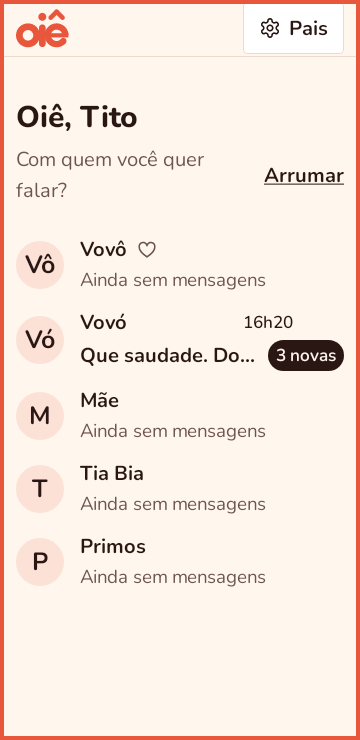 oiê
Pais
Oiê, Tito
Com quem você quer
falar?
Arrumar
Vô
Vovô
Ainda sem mensagens
Vó
Vovó
16h20
Que saudade. Do...
3 novas
M
Mãe
Ainda sem mensagens
T
Tia Bia
Ainda sem mensagens
P
Primos
Ainda sem mensagens